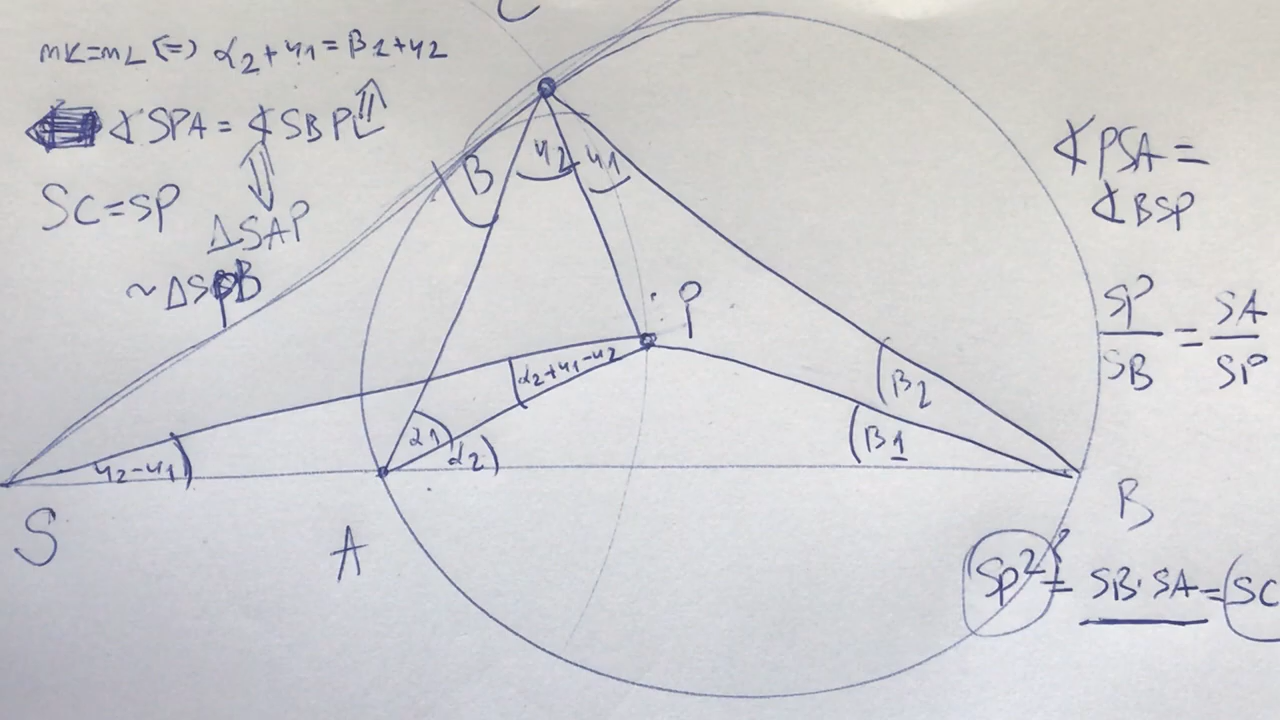 C
mK=mL (=) α2+φ1=β1+φ2
∢SPA = ∢SBP
SC=SP
ΔSAP
~ΔSPB
β
φ2
φ1
P
∢PSA =
∢BSP
SP/SB = SA/SP
α2+φ1-φ2
β2
φ2-φ1
α1
α2
β1
S
A
B
SP² ?= SB·SA = SC